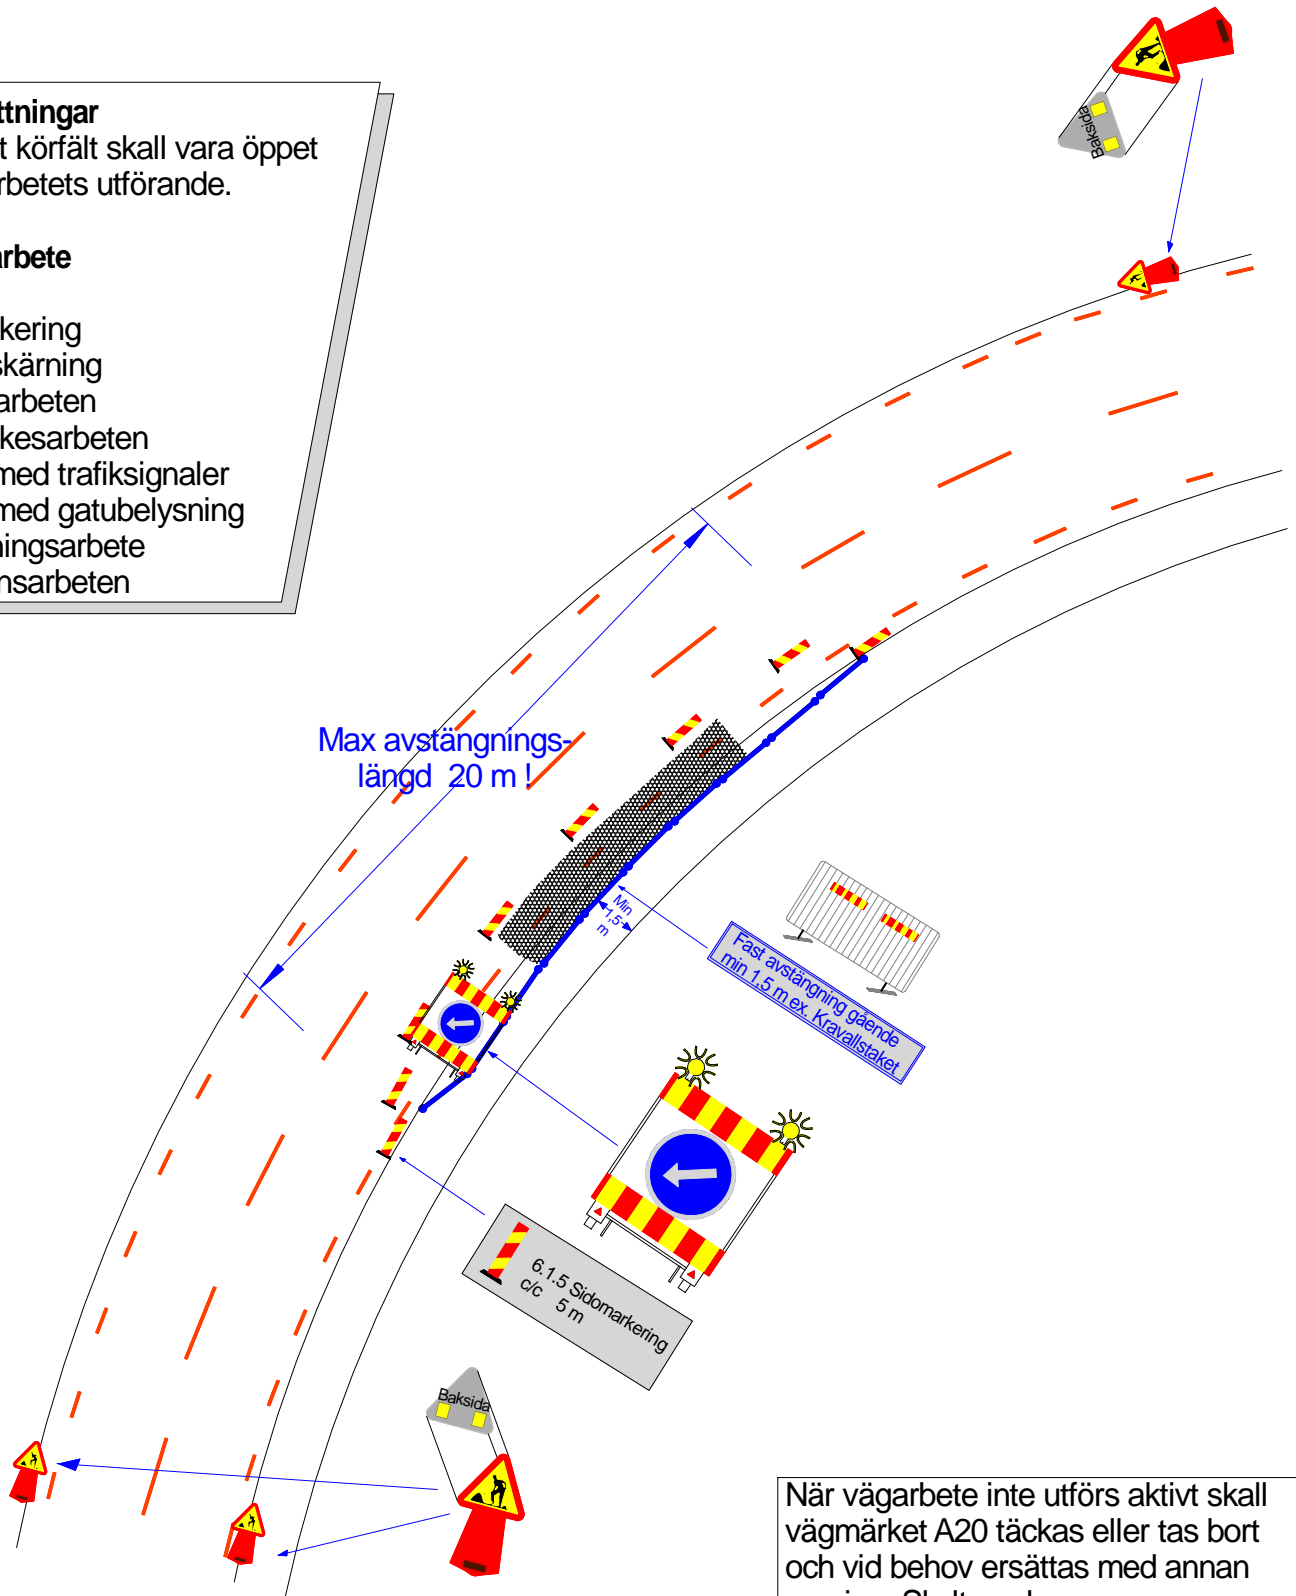 ttningar
t körfält skall vara öppet
rbetets utförande.
arbete
kering
skärning
arbeten
kesarbeten
med trafiksignaler
med gatubelysning
ningsarbete
nsarbeten
Baksida
Max avstängnings-
längd 20 m !
Min
1,5
m
Fast avstängning gående
min 1,5 m ex. Kravallstaket
6.1.5 Sidomarkering
c/c 5 m
Baksida
När vägarbete inte utförs aktivt skall
vägmärket A20 täckas eller tas bort
och vid behov ersättas med annan